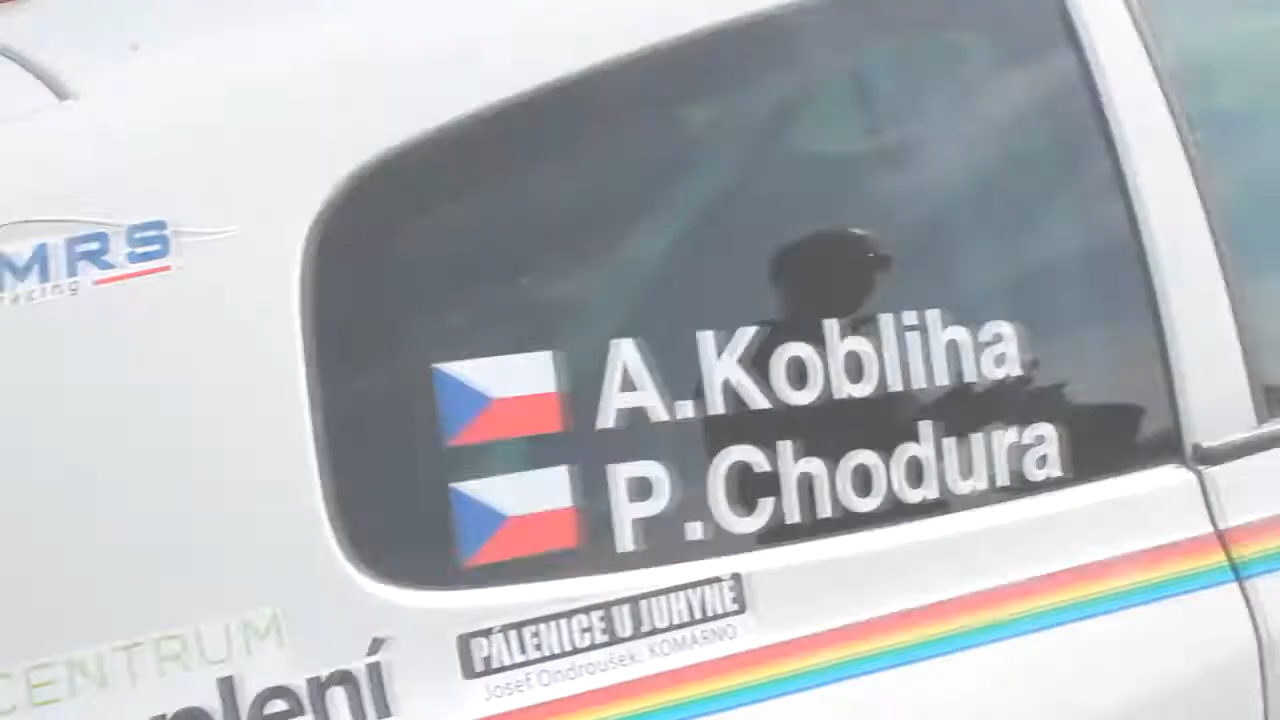 MRS
racing
A.Kobliha
P.Chodura
PÁLENICE U JUHYNĚ
Josef Ondroušek, KOMÁRNO
CENTRUM